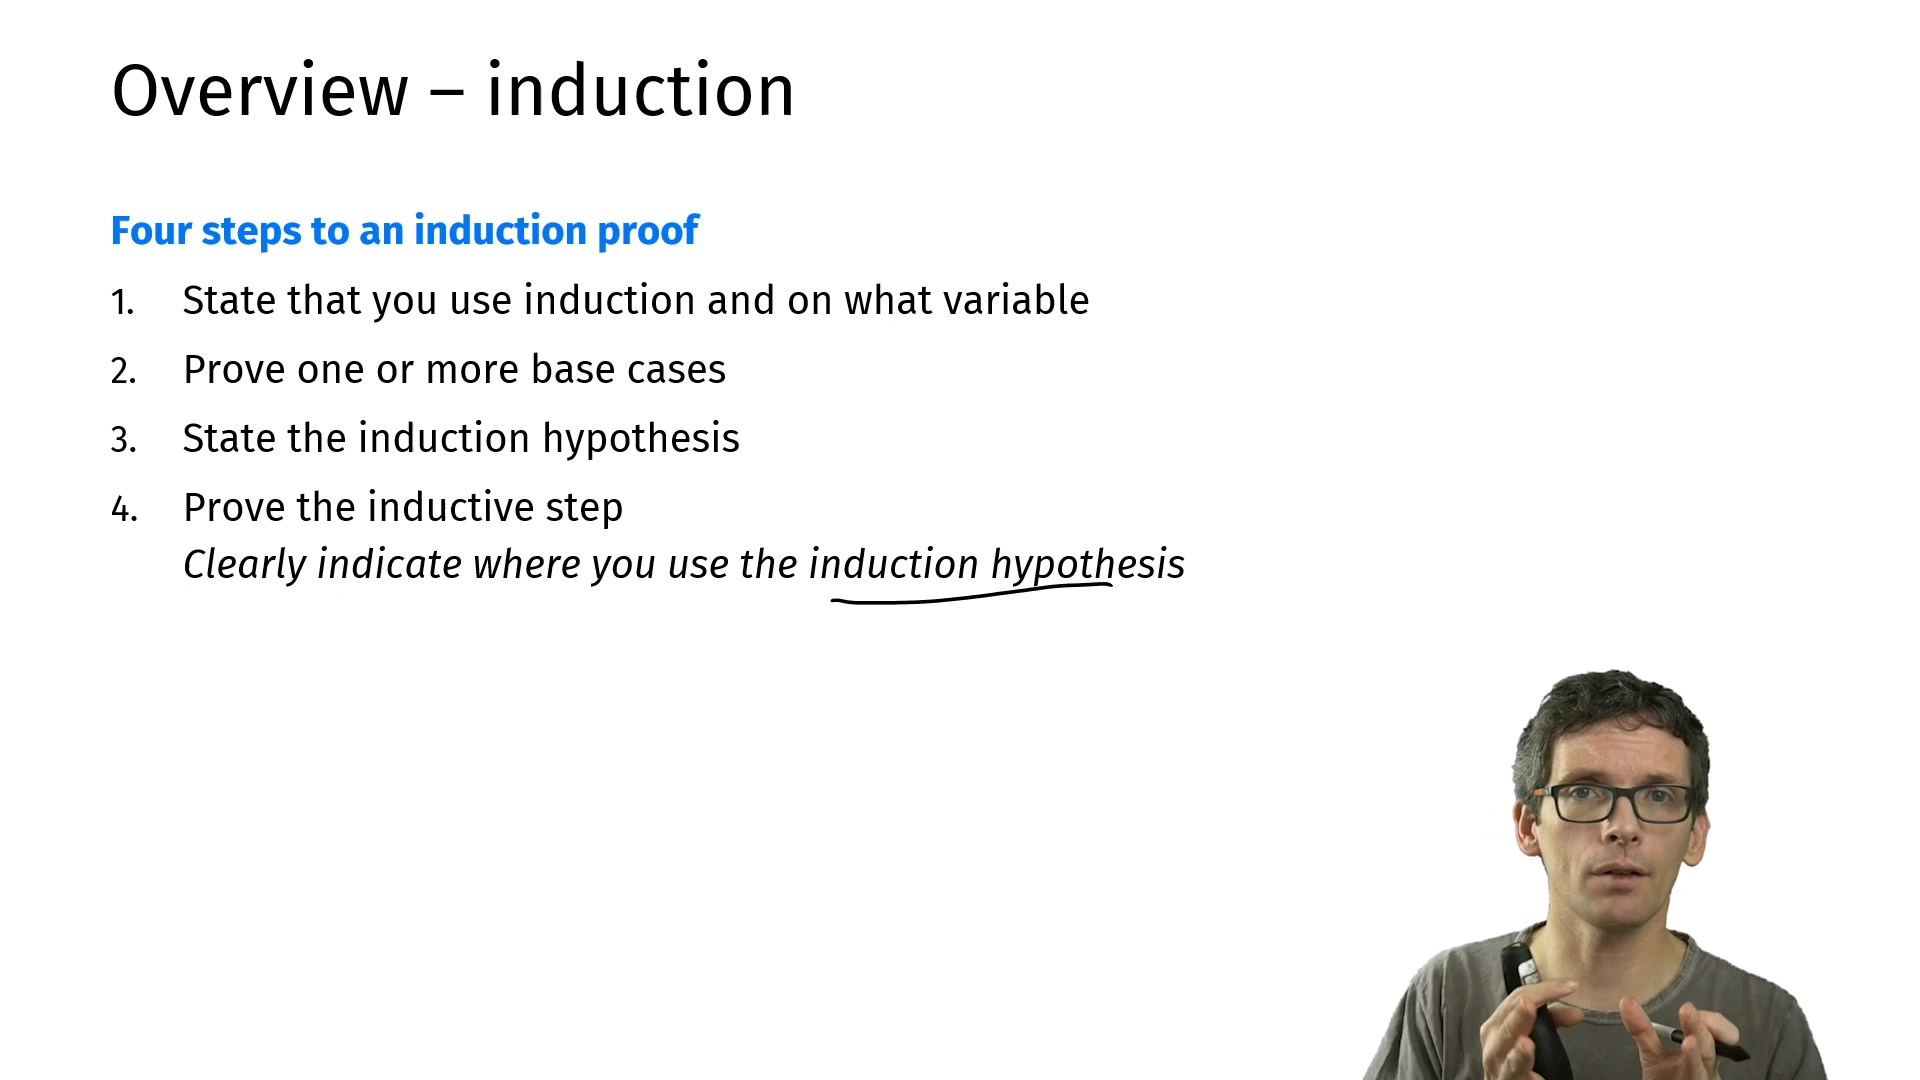 Overview – induction
Four steps to an induction proof
1. State that you use induction and on what variable
2. Prove one or more base cases
3. State the induction hypothesis
4. Prove the inductive step
Clearly indicate where you use the induction hypothesis